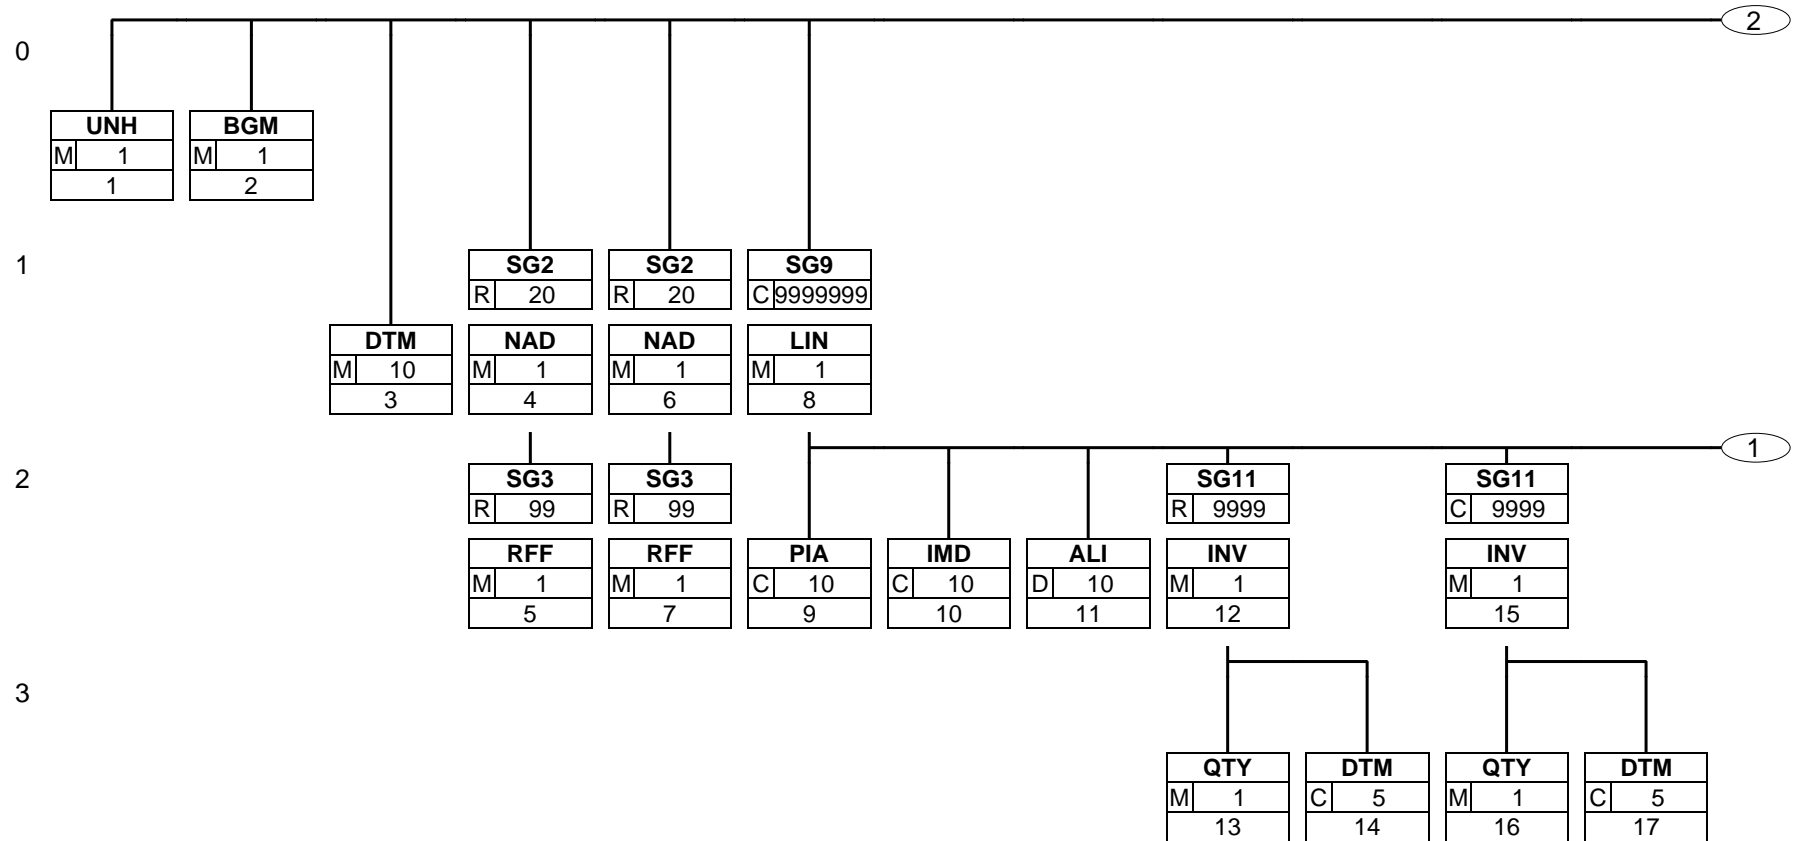 2
0
UNH BGM
M 1 M 1
1 2
1
SG2 SG2 SG9
R 20 R 20 C 9999999
DTM NAD NAD LIN
M 10 M 1 M 1 M 1
3 4 6 8
1
2
SG3 SG3 SG11 SG11
R 99 R 99 R 9999 C 9999
RFF RFF PIA IMD ALI INV INV
M 1 M 1 C 10 C 10 D 10 M 1 M 1
5 7 9 10 11 12 15
3
QTY DTM QTY DTM
M 1 C 5 M 1 C 5
13 14 16 17